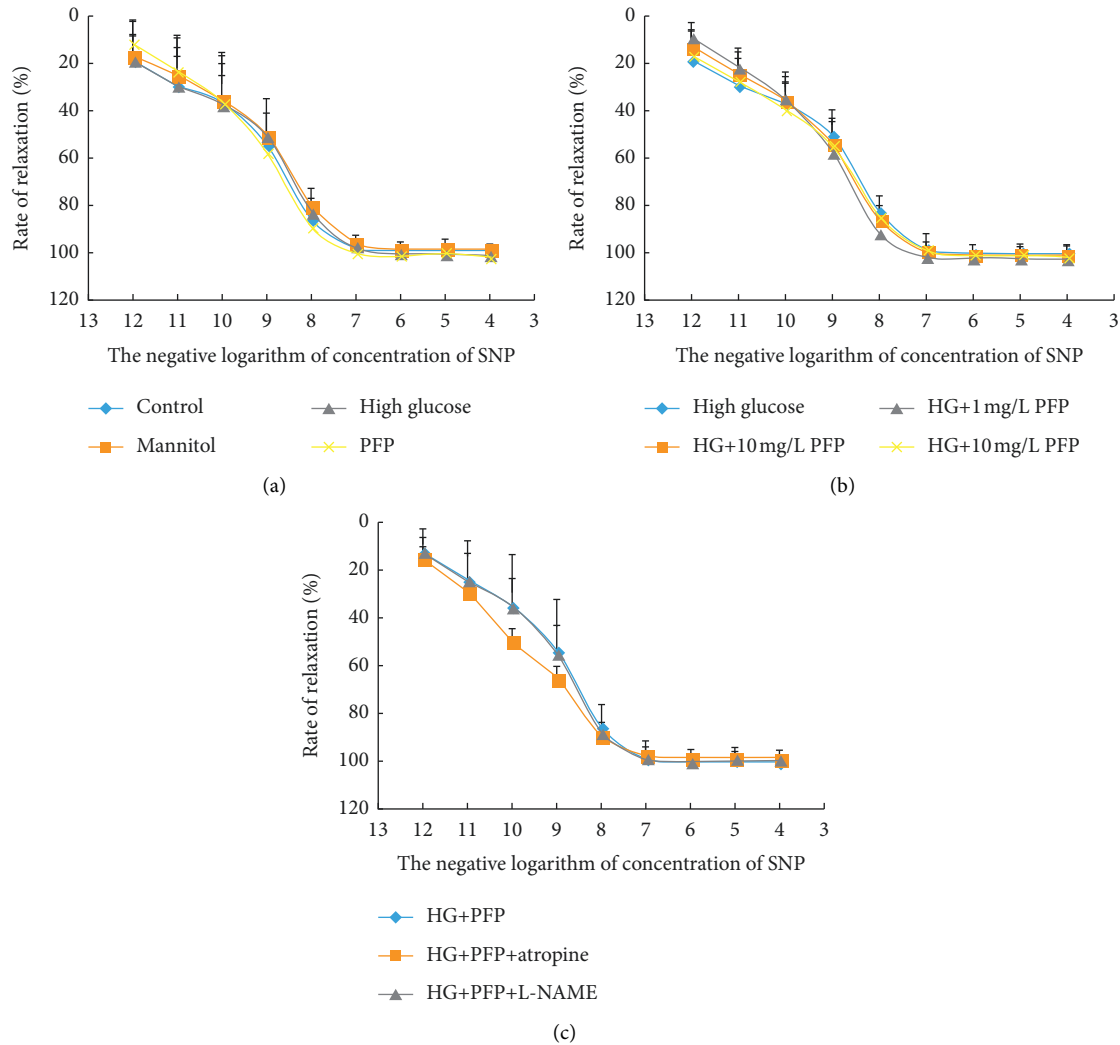 0
20
40
60
80
100
120
Rate of relaxation (%)
13 12 11 10 9 8 7 6 5 4 3
The negative logarithm of concentration of SNP
Control
High glucose
Mannitol
PFP
(a)
0
20
40
60
80
100
120
Rate of relaxation (%)
13 12 11 10 9 8 7 6 5 4 3
The negative logarithm of concentration of SNP
High glucose
HG+1 mg/L PFP
HG+10 mg/L PFP
HG+10 mg/L PFP
(b)
0
20
40
60
80
100
120
Rate of relaxation (%)
13 12 11 10 9 8 7 6 5 4 3
The negative logarithm of concentration of SNP
HG+PFP
HG+PFP+atropine
HG+PFP+L-NAME
(c)